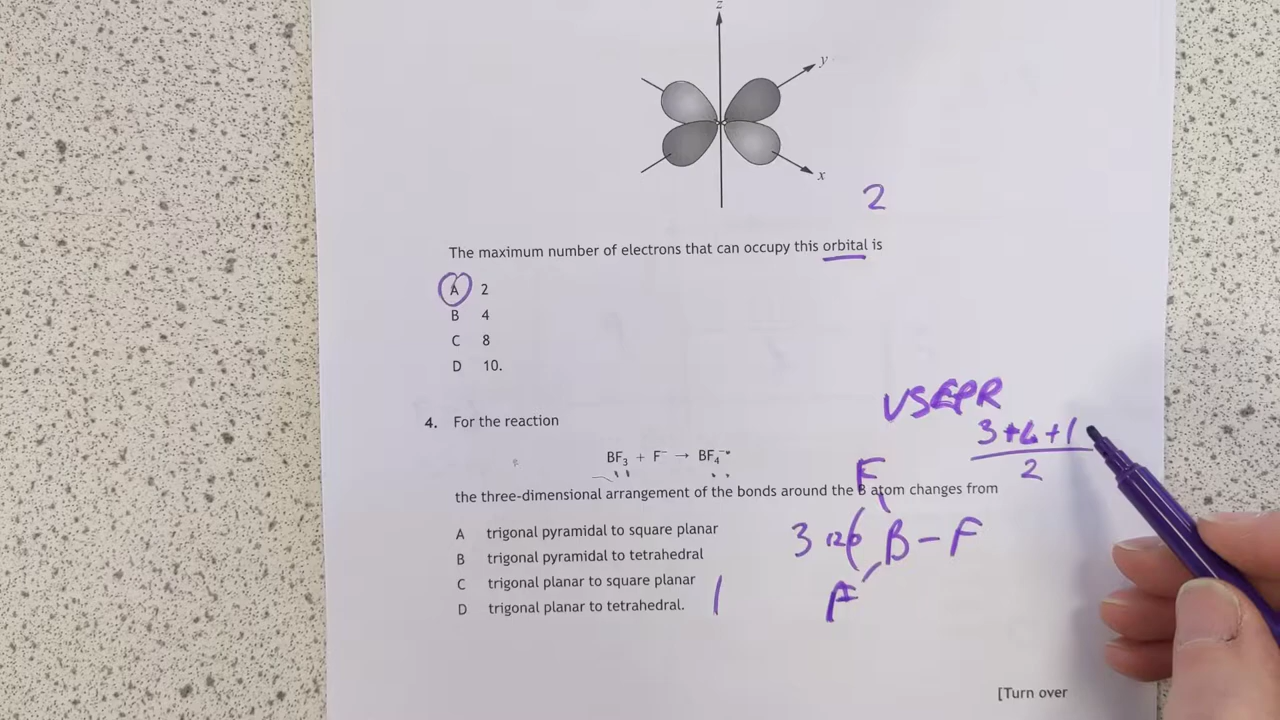 z
y
x
2
The maximum number of electrons that can occupy this orbital is
A 2
B 4
C 8
D 10.
VSEPR
4. For the reaction
3+4+1
2
BF₃ + F⁻ → BF₄⁻
F
the three-dimensional arrangement of the bonds around the B atom changes from
A trigonal pyramidal to square planar
3 120 B – F
B trigonal pyramidal to tetrahedral
C trigonal planar to square planar
F
D trigonal planar to tetrahedral.
[Turn over